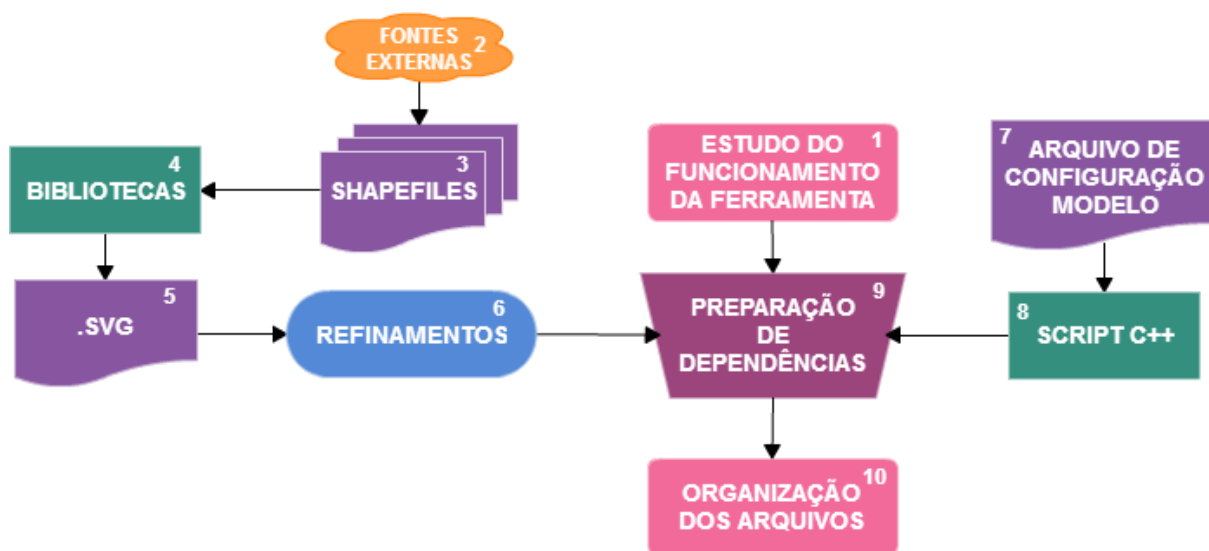 FONTES 2
EXTERNAS
4
BIBLIOTECAS
3
SHAPEFILES
ESTUDO DO 1
FUNCIONAMENTO
DA FERRAMENTA
7
ARQUIVO DE
CONFIGURAÇÃO
MODELO
5
.SVG
6
REFINAMENTOS
PREPARAÇÃO 9
DE
DEPENDÊNCIAS
8
SCRIPT C++
10
ORGANIZAÇÃO
DOS ARQUIVOS